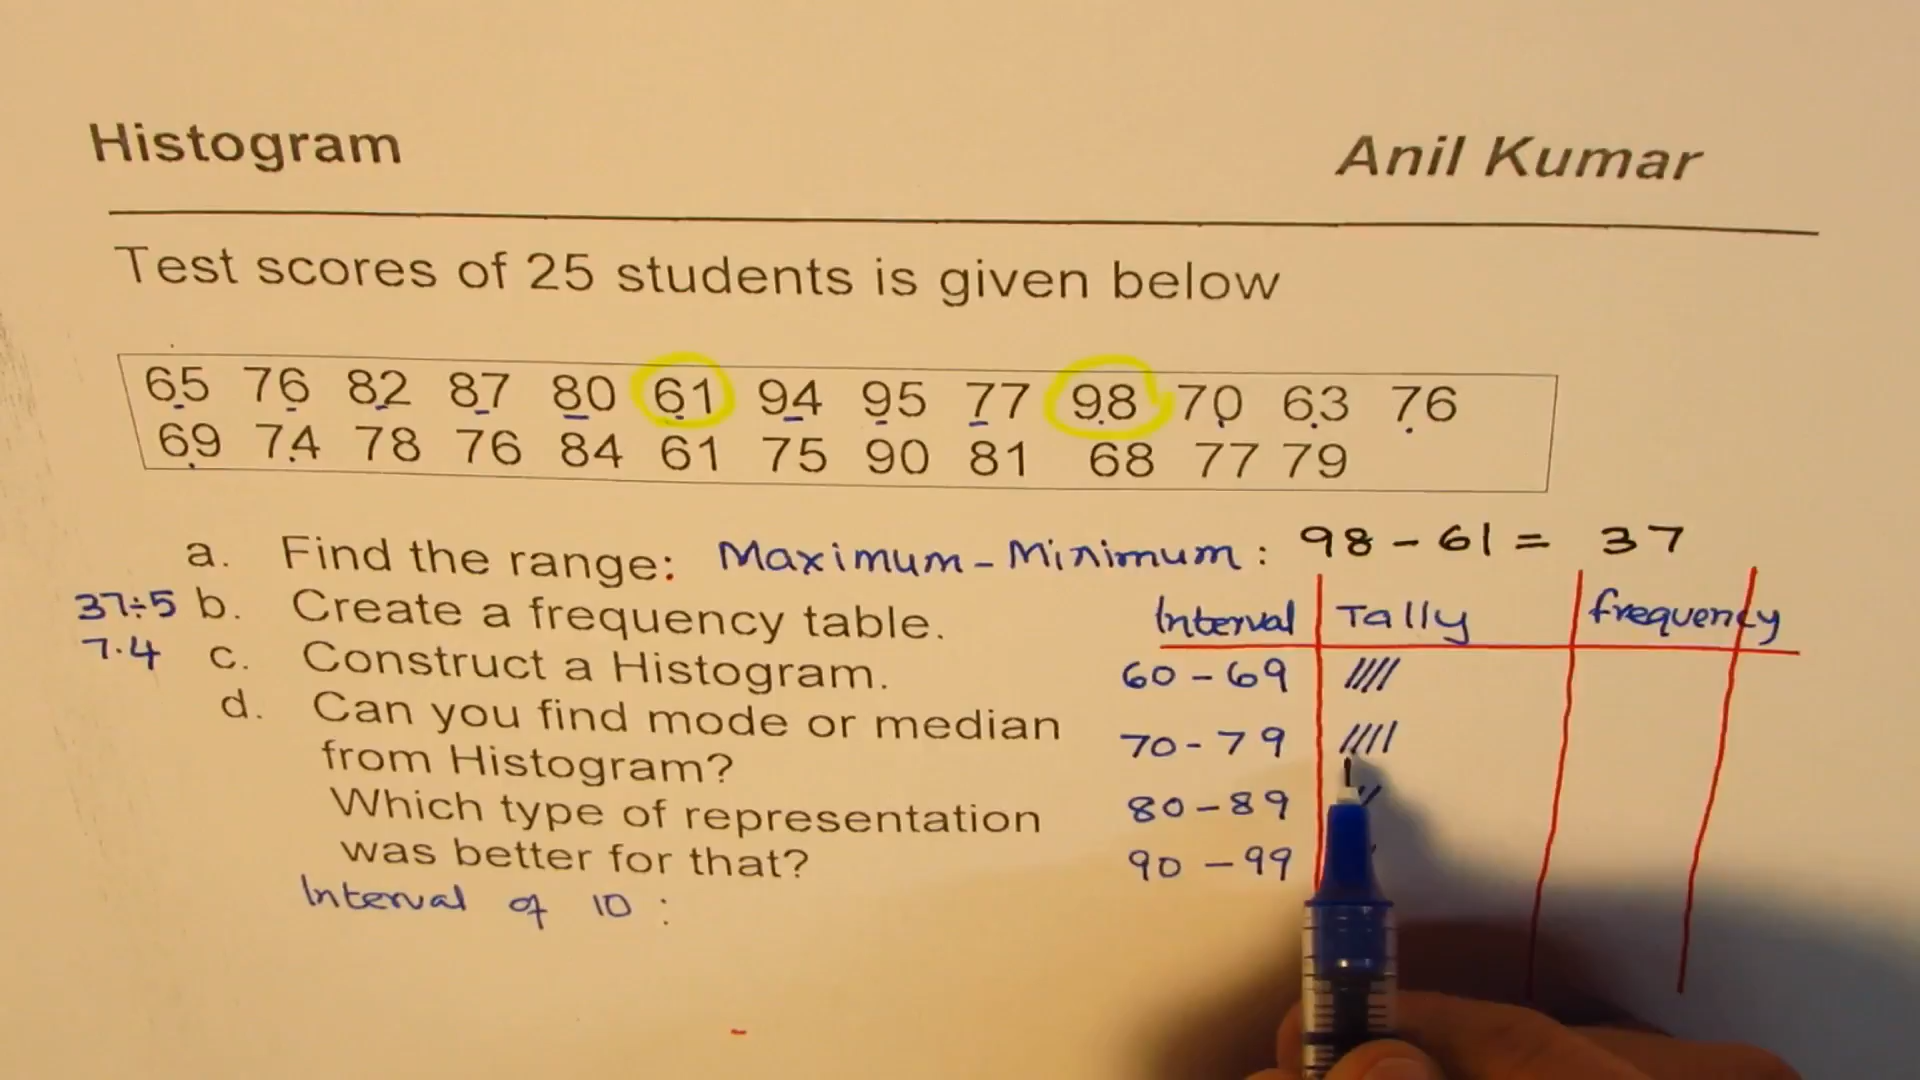 Histogram
Anil Kumar
Test scores of 25 students is given below
65 76 82 87 80 61 94 95 77 98 70 63 76
69 74 78 76 84 61 75 90 81 68 77 79
a. Find the range: Maximum - Minimum : 98 - 61 = 37
37÷5 b. Create a frequency table.
7.4 c. Construct a Histogram.
d. Can you find mode or median
from Histogram?
Which type of representation
was better for that?
Interval of 10 :
Interval Tally frequency
60 - 69 ////
70 - 79 ////
80 - 89
90 - 99